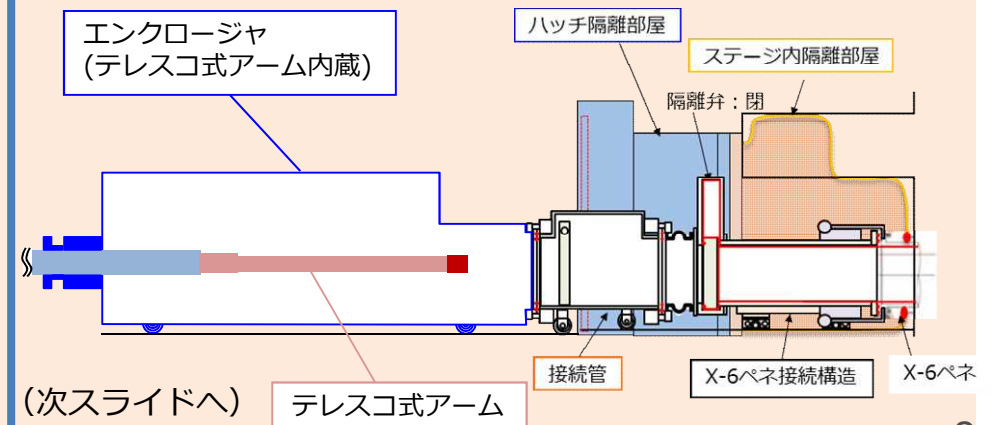 エンクロージャ
(テレスコ式アーム内蔵)
ハッチ隔離部屋
ステージ内隔離部屋
隔離弁：閉
接続管
X-6ペネ接続構造
X-6ペネ
(次スライドへ)
テレスコ式アーム